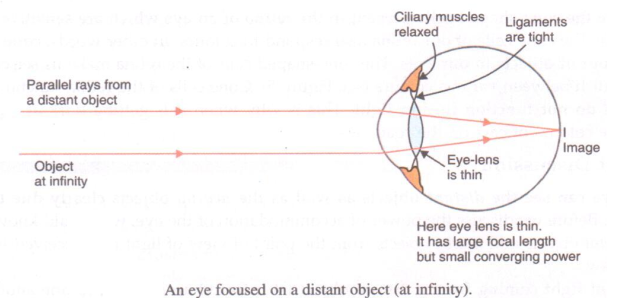 Ciliary muscles
relaxed
Ligaments
are tight
Parallel rays from
a distant object
Object
at infinity
I
Image
Eye-lens
is thin
Here eye lens is thin.
It has large focal length
but small converging power
An eye focused on a distant object (at infinity).